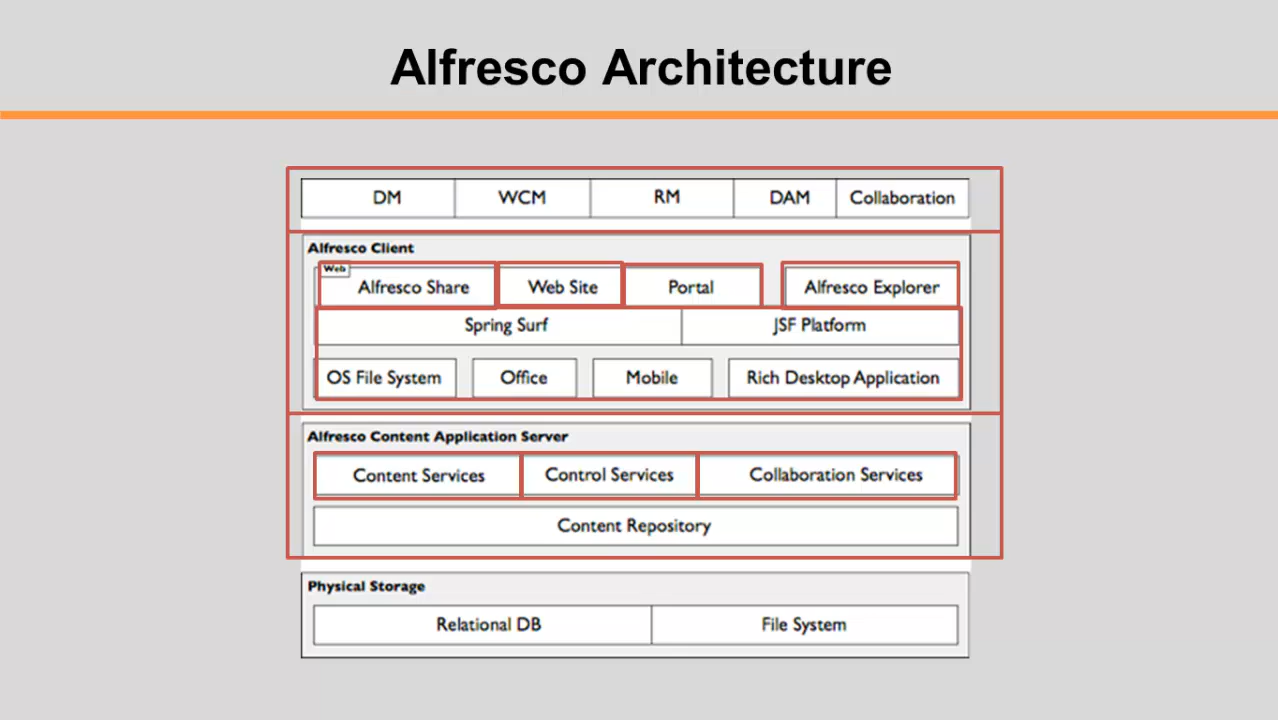 Alfresco Architecture
DM WCM RM DAM Collaboration
Alfresco Client
Web
Alfresco Share Web Site Portal Alfresco Explorer
Spring Surf JSF Platform
OS File System Office Mobile Rich Desktop Application
Alfresco Content Application Server
Content Services Control Services Collaboration Services
Content Repository
Physical Storage
Relational DB File System